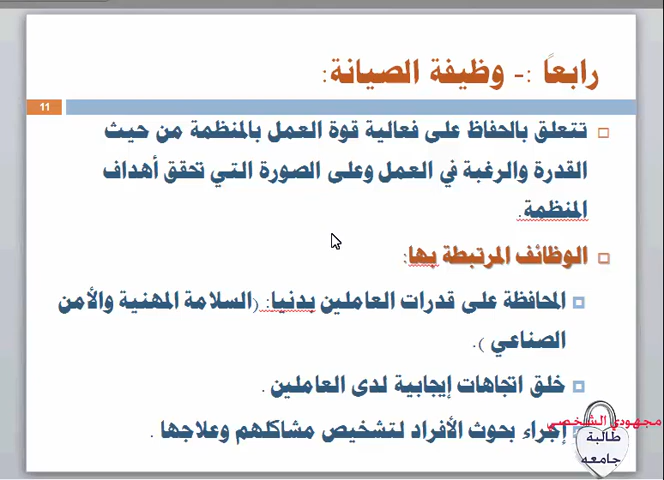 رابعاً :- وظيفة الصيانة:
11
تتعلق بالحفاظ على فعالية قوة العمل بالمنظمة من حيث
القدرة والرغبة في العمل وعلى الصورة التي تحقق أهداف
المنظمة.
الوظائف المرتبطة بها:
المحافظة على قدرات العاملين بدنيا: (السلامة المهنية والأمن
الصناعي ).
خلق اتجاهات إيجابية لدى العاملين .
إجراء بحوث الأفراد لتشخيص مشاكلهم وعلاجها .
مجهودي الشخصي
طالبة
جامعه